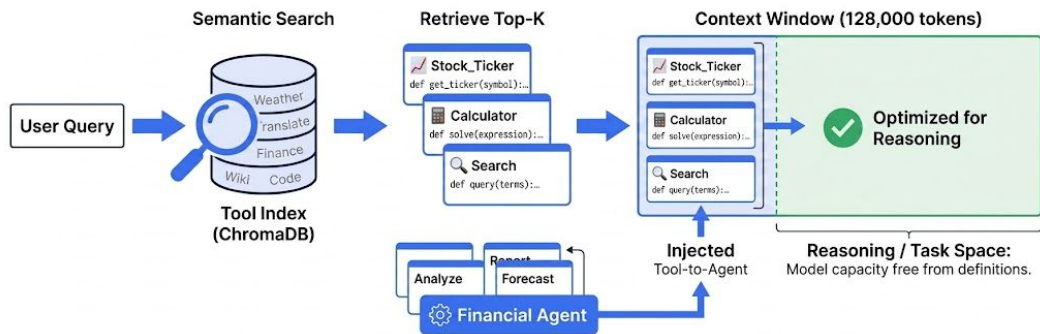 Semantic Search
Retrieve Top-K
Context Window (128,000 tokens)
User Query
Weather
Translate
Finance
Wiki
Code
Tool Index
(ChromaDB)
Stock_Ticker
def get_ticker(symbol):...
Calculator
def solve(expression):...
Search
def query(terms):...
Stock_Ticker
def get_ticker(symbol):...
Calculator
def solve(expression):...
Search
def query(terms):...
Optimized for
Reasoning
Injected
Tool-to-Agent
Reasoning / Task Space:
Model capacity free from definitions.
Analyze
Report
Forecast
Financial Agent